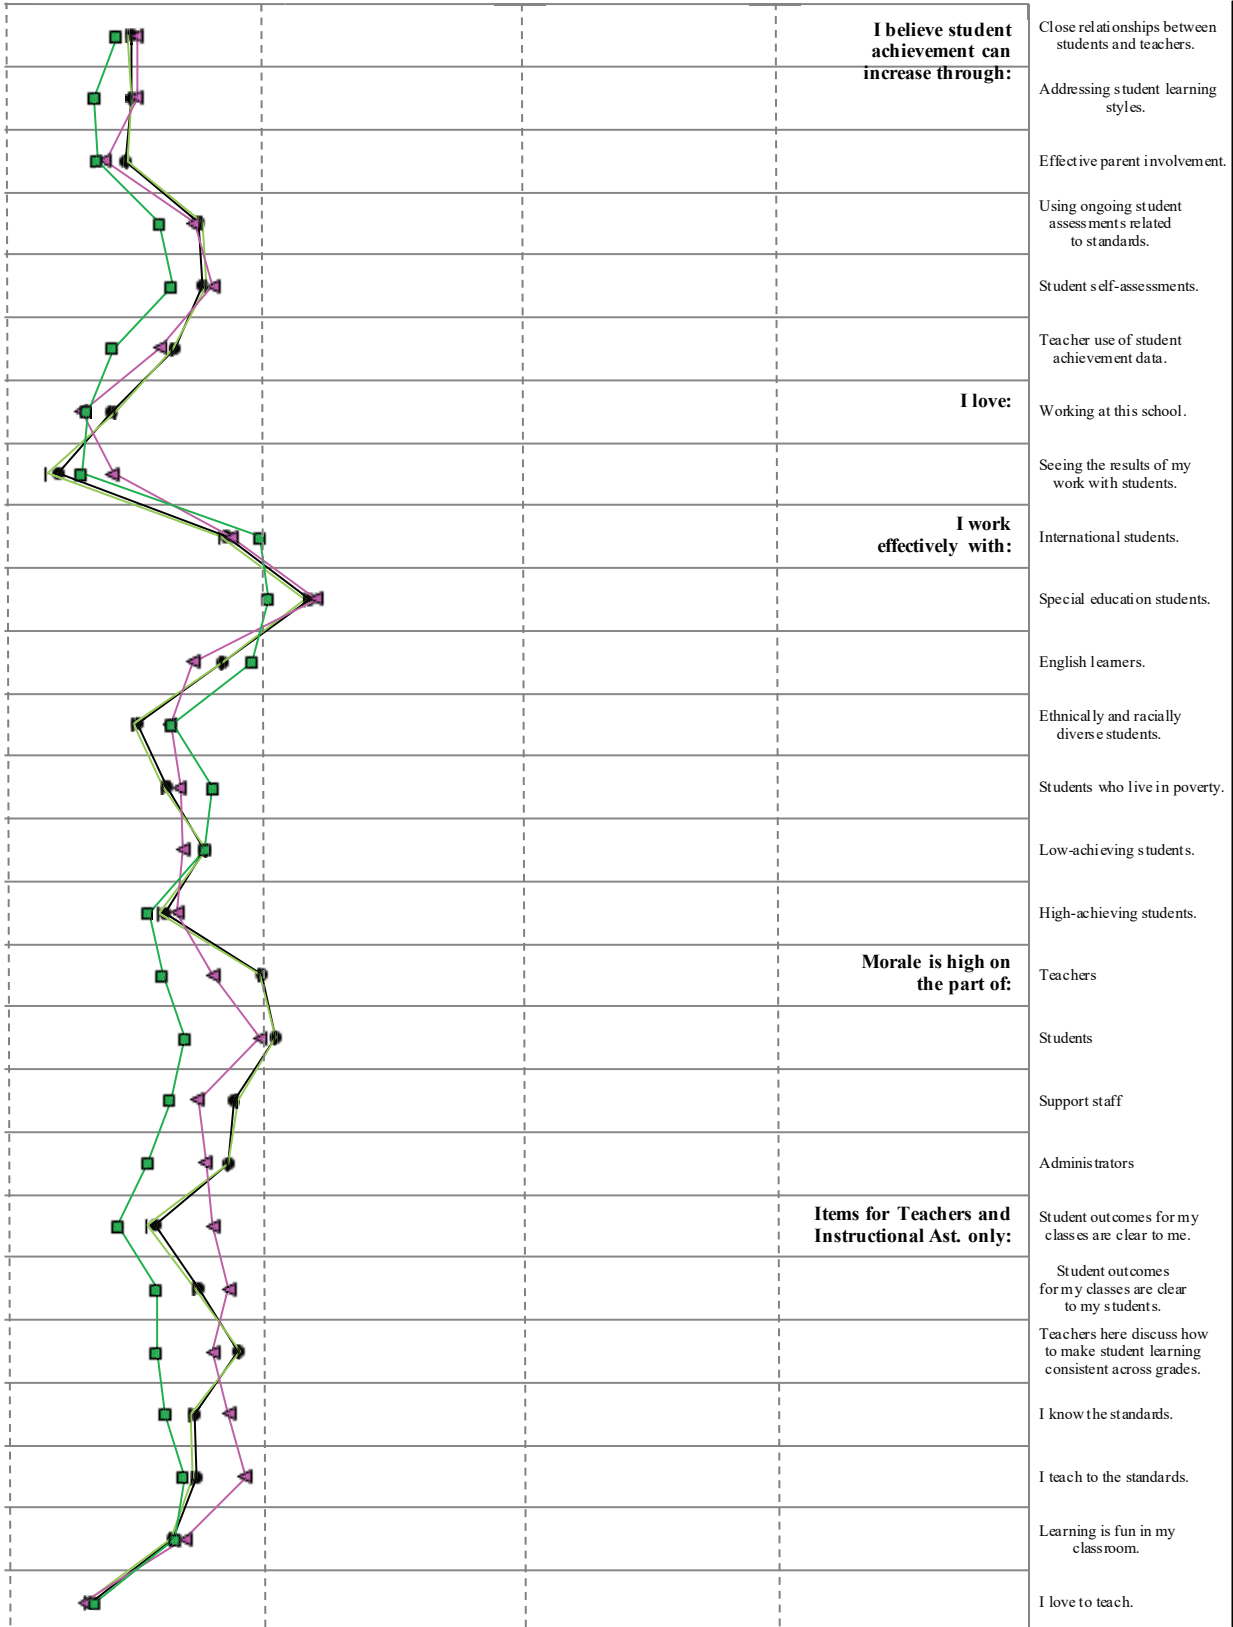 I believe student
achievement can
increase through:
Close relationships between
students and teachers.
Addressing student learning
styles.
Effective parent involvement.
Using ongoing student
assessments related
to standards.
Student self-assessments.
Teacher use of student
achievement data.
I love:
Working at this school.
Seeing the results of my
work with students.
I work
effectively with:
International students.
Special education students.
English learners.
Ethnically and racially
diverse students.
Students who live in poverty.
Low-achieving students.
High-achieving students.
Morale is high on
the part of:
Teachers
Students
Support staff
Administrators
Items for Teachers and
Instructional Ast. only:
Student outcomes for my
classes are clear to me.
Student outcomes
for my classes are clear
to my students.
Teachers here discuss how
to make student learning
consistent across grades.
I know the standards.
I teach to the standards.
Learning is fun in my
classroom.
I love to teach.